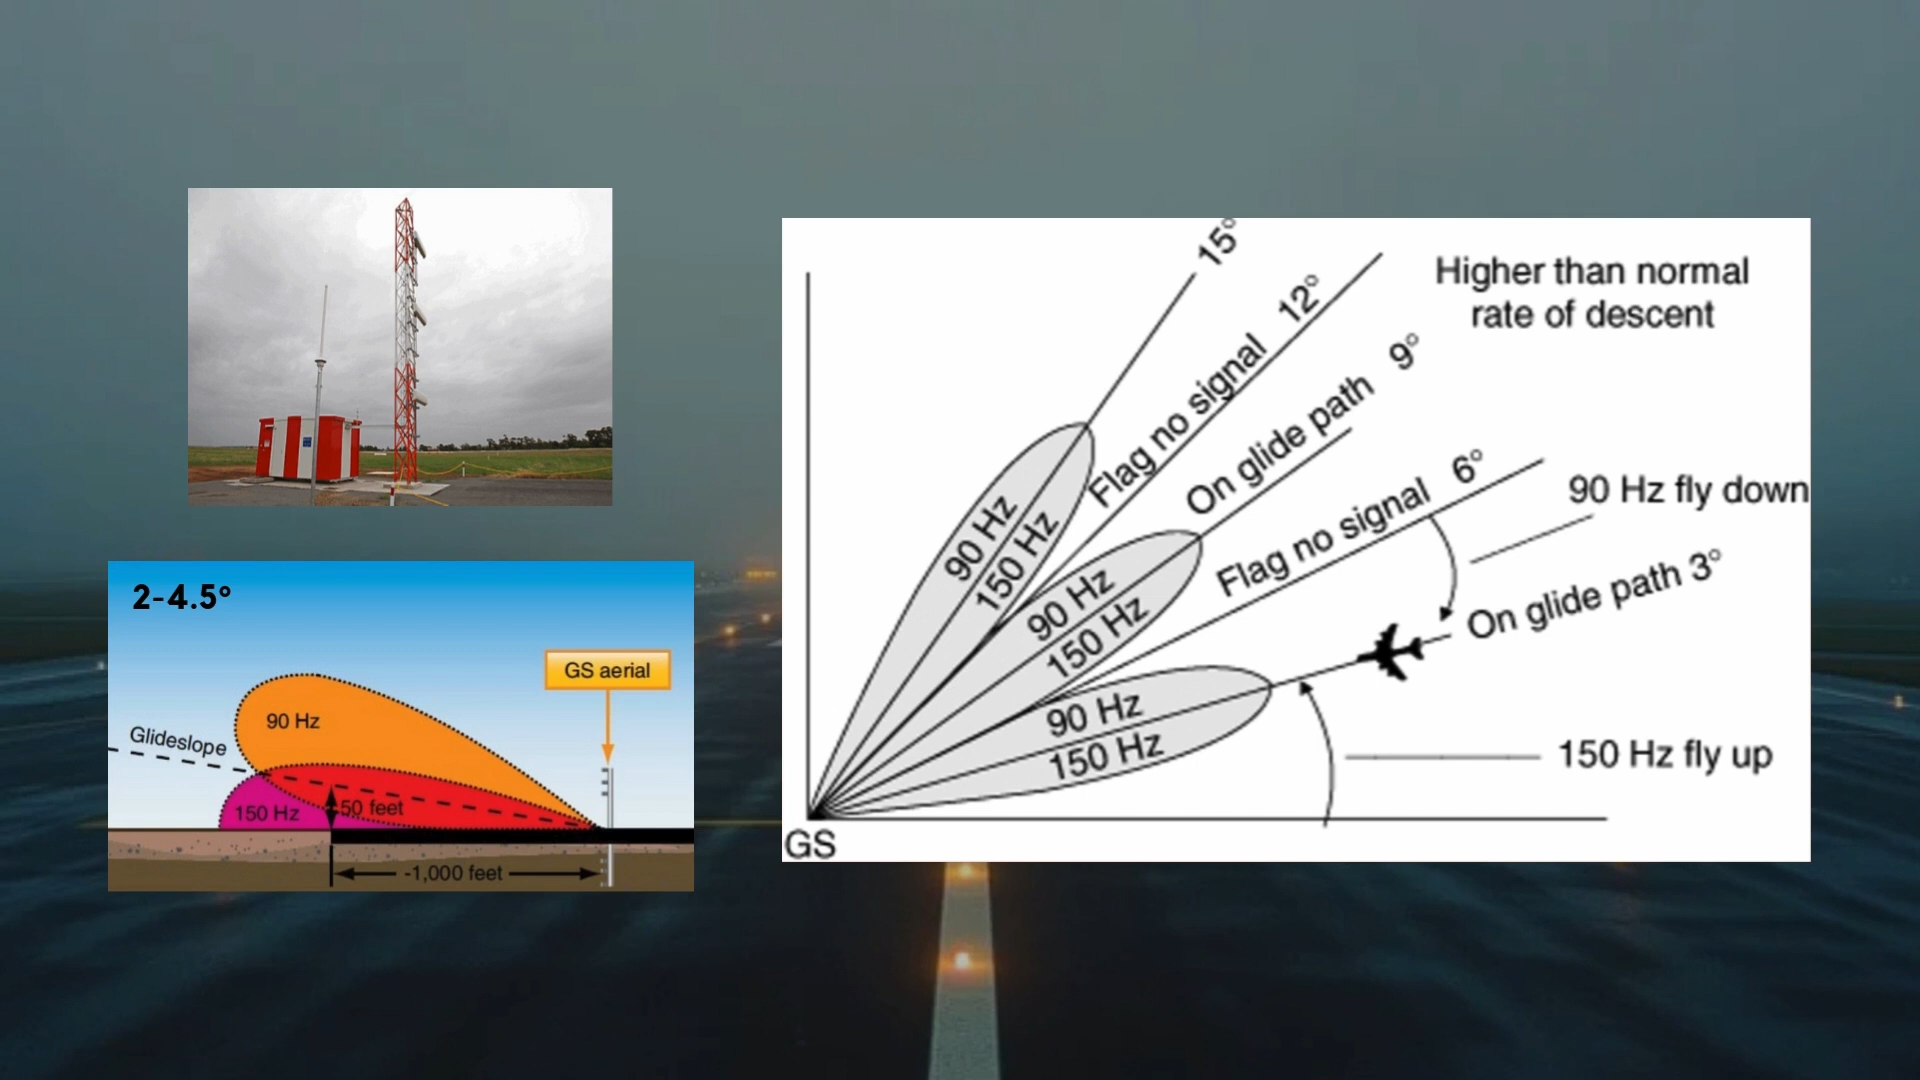 2-4.5°
GS aerial
90 Hz
Glideslope
150 Hz
50 feet
-1,000 feet
15°
Higher than normal
rate of descent
Flag no signal 12°
On glide path 9°
Flag no signal 6°
90 Hz fly down
On glide path 3°
90 Hz
150 Hz
90 Hz
150 Hz
90 Hz
150 Hz
150 Hz fly up
GS